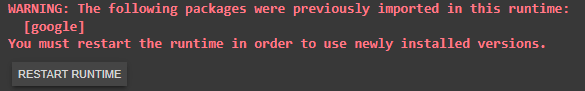 WARNING: The following packages were previously imported in this runtime:
[google]
You must restart the runtime in order to use newly installed versions.
RESTART RUNTIME